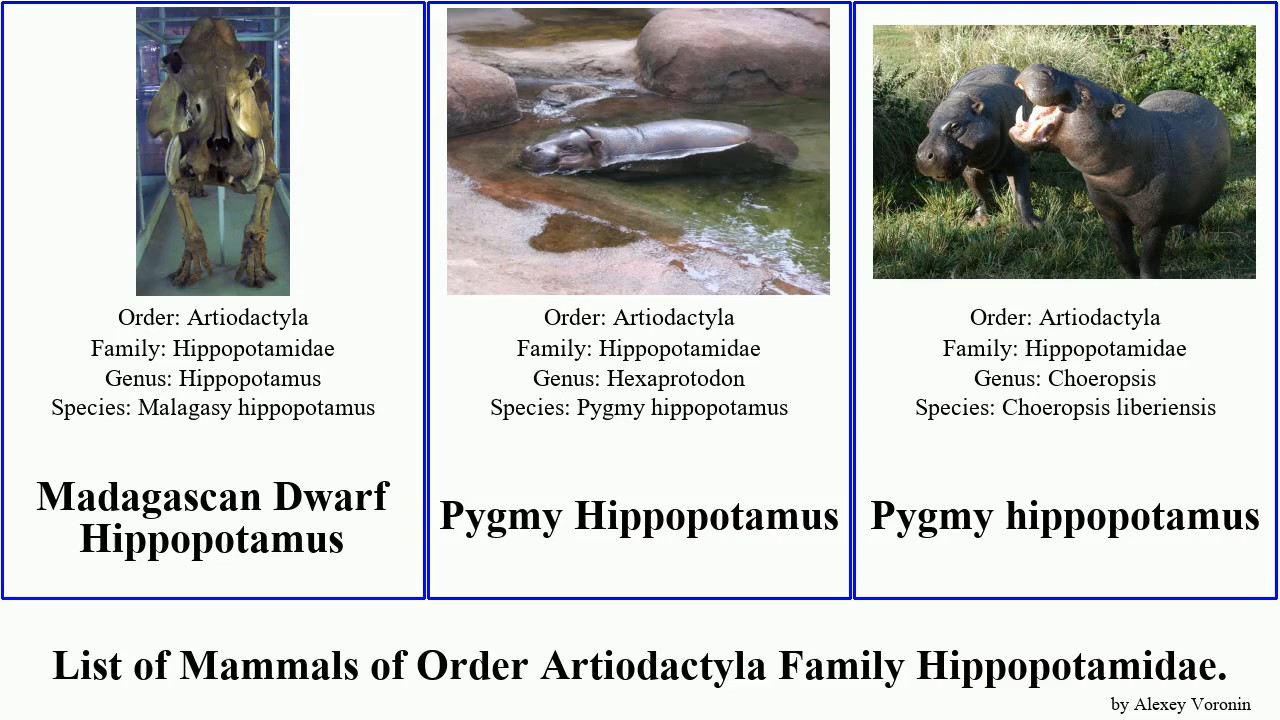 Order: Artiodactyla
Family: Hippopotamidae
Genus: Hippopotamus
Species: Malagasy hippopotamus
Madagascan Dwarf
Hippopotamus
Order: Artiodactyla
Family: Hippopotamidae
Genus: Hexaprotodon
Species: Pygmy hippopotamus
Pygmy Hippopotamus
Order: Artiodactyla
Family: Hippopotamidae
Genus: Choeropsis
Species: Choeropsis liberiensis
Pygmy hippopotamus
List of Mammals of Order Artiodactyla Family Hippopotamidae.
by Alexey Voronin